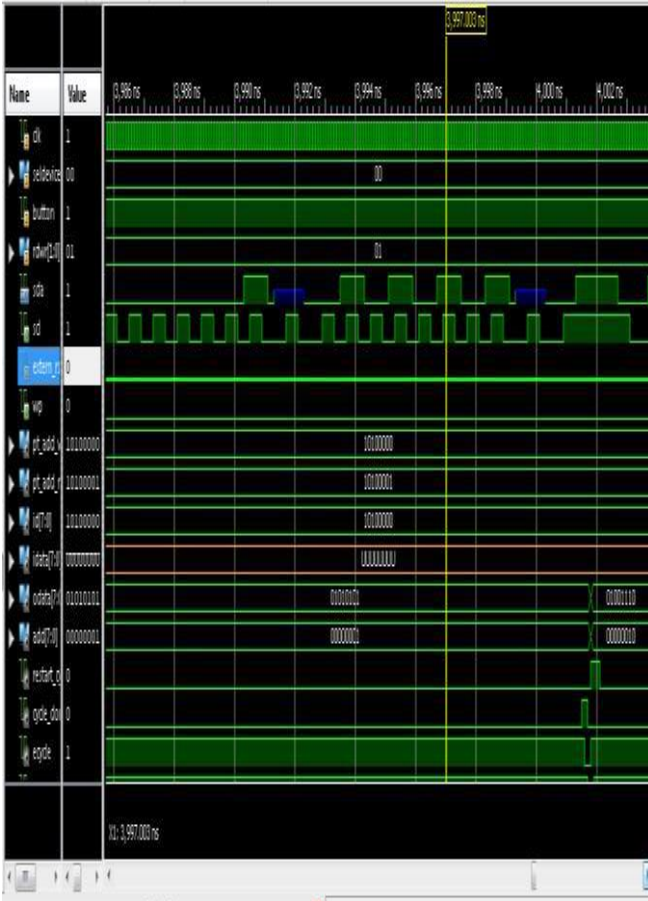 3,997.003 ns
Name Value 3,986 ns 3,988 ns 3,990 ns 3,992 ns 3,994 ns 3,996 ns 3,998 ns 4,000 ns 4,002 ns
clk 1
seldevice 00 00
button 1
rdwr[1:0] 01 01
sda 1
scl 1
extern_r 0
wp 0
pt_add_w 10100000 10100000
pt_add_r 10100001 10100001
id[7:0] 10100000 10100000
idata[7:0] UUUUUUUU UUUUUUUU
odata[7:0 01010101 01010101 01001110
add[7:0] 00000001 00000001 00000010
restart_c 0
cycle_don 0
ecycle 1
X1: 3,997.003 ns